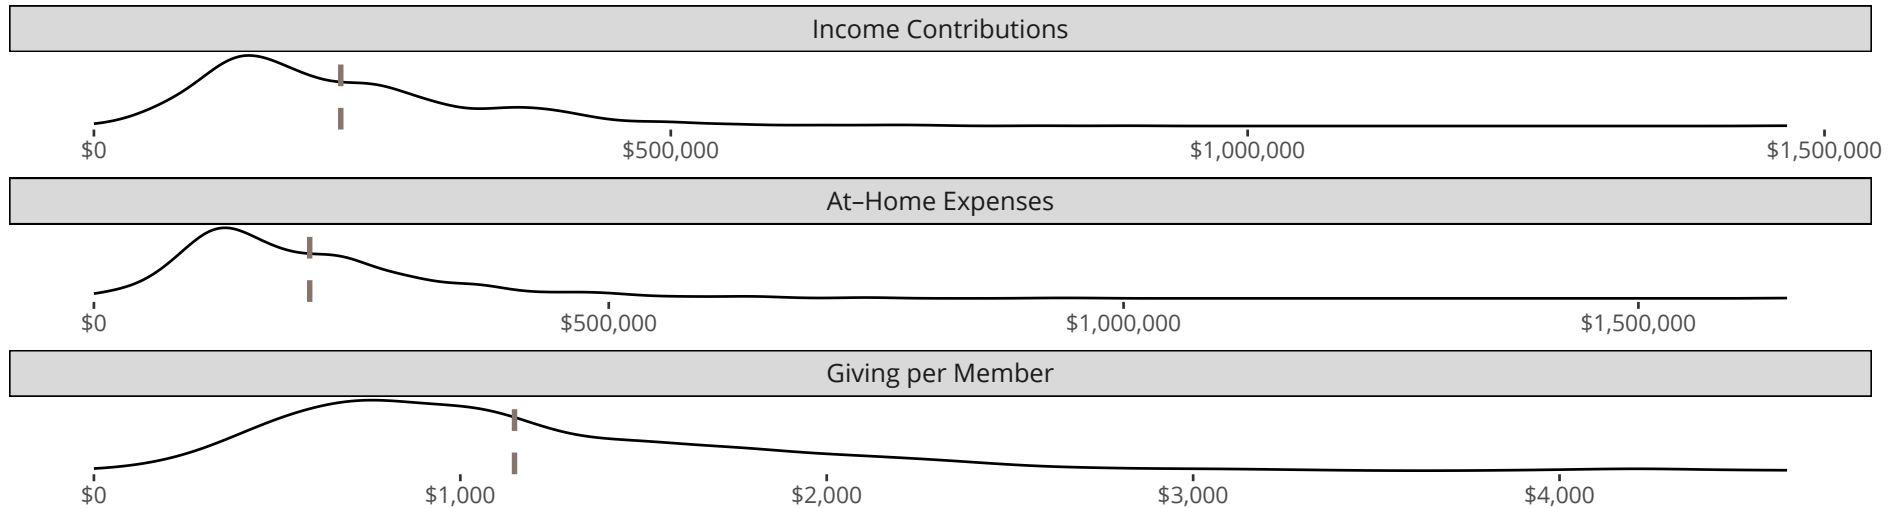 Income Contributions
$0 $500,000 $1,000,000 $1,500,000
At–Home Expenses
$0 $500,000 $1,000,000 $1,500,000
Giving per Member
$0 $1,000 $2,000 $3,000 $4,000